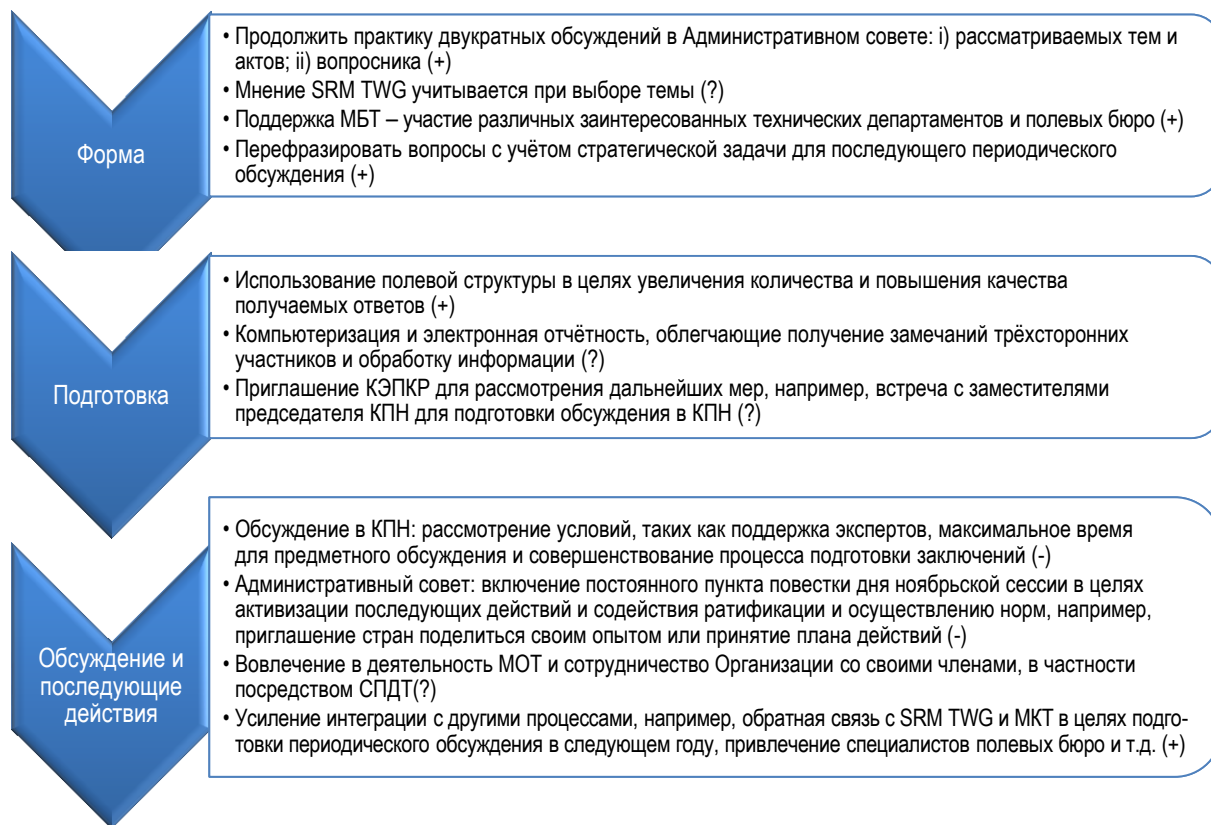 Форма
• Продолжить практику двукратных обсуждений в Административном совете: i) рассматриваемых тем и
актов; ii) вопросника (+)
• Мнение SRM TWG учитывается при выборе темы (?)
• Поддержка МБТ – участие различных заинтересованных технических департаментов и полевых бюро (+)
• Перефразировать вопросы с учётом стратегической задачи для последующего периодического
обсуждения (+)
Подготовка
• Использование полевой структуры в целях увеличения количества и повышения качества
получаемых ответов (+)
• Компьютеризация и электронная отчётность, облегчающие получение замечаний трёхсторонних
участников и обработку информации (?)
• Приглашение КЭПКР для рассмотрения дальнейших мер, например, встреча с заместителями
председателя КПН для подготовки обсуждения в КПН (?)
Обсуждение и
последующие
действия
• Обсуждение в КПН: рассмотрение условий, таких как поддержка экспертов, максимальное время
для предметного обсуждения и совершенствование процесса подготовки заключений (-)
• Административный совет: включение постоянного пункта повестки дня ноябрьской сессии в целях
активизации последующих действий и содействия ратификации и осуществлению норм, например,
приглашение стран поделиться своим опытом или принятие плана действий (-)
• Вовлечение в деятельность МОТ и сотрудничество Организации со своими членами, в частности
посредством СПДТ(?)
• Усиление интеграции с другими процессами, например, обратная связь с SRM TWG и МКТ в целях подго-
товки периодического обсуждения в следующем году, привлечение специалистов полевых бюро и т.д. (+)